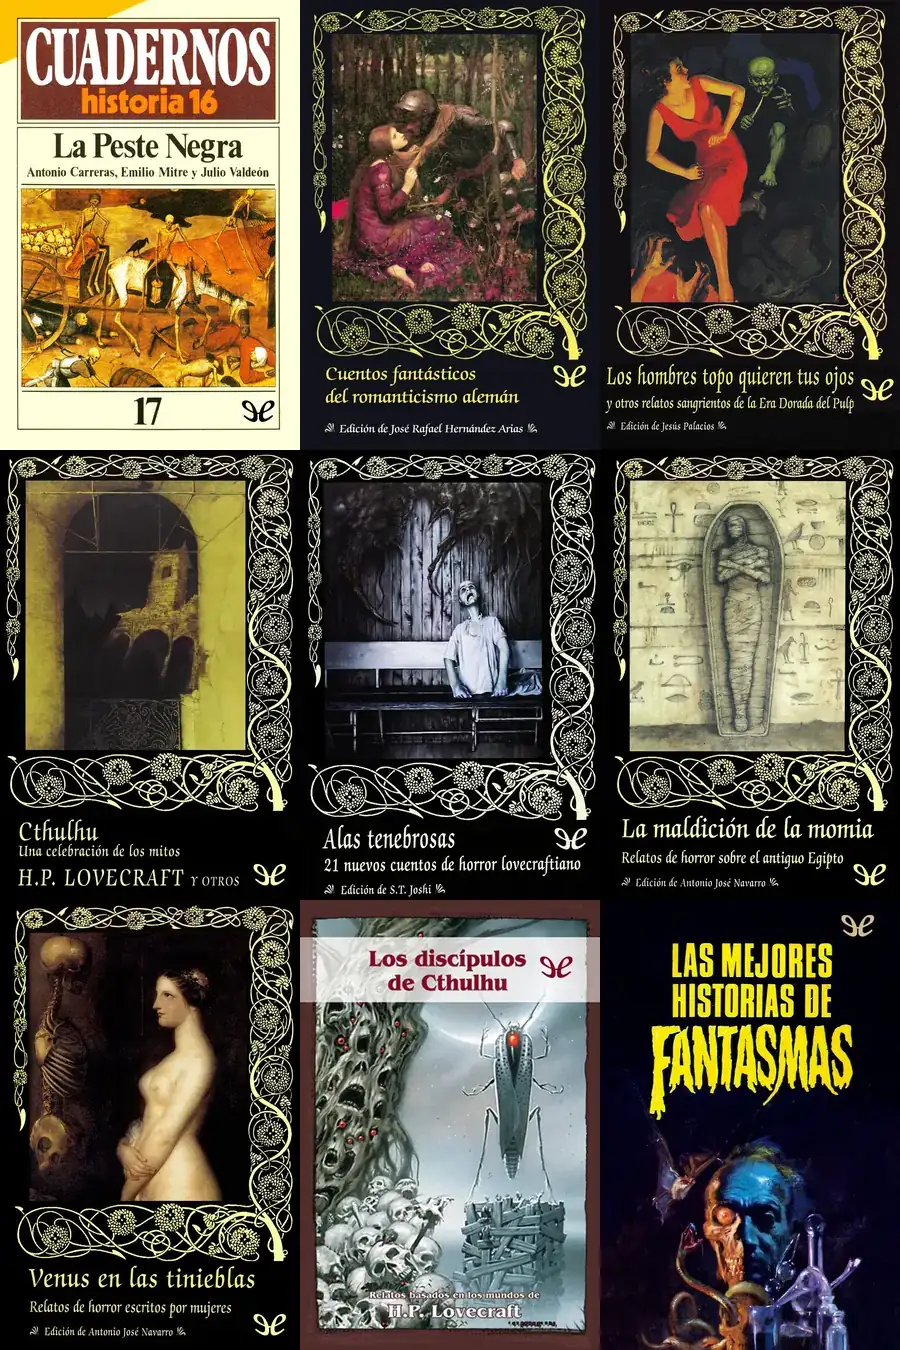 CUADERNOS
historia 16
La Peste Negra
Antonio Carreras, Emilio Mitre y Julio Valdeón
17
Cuentos fantásticos
del romanticismo alemán
Edición de José Rafael Hernández Arias
Los hombres topo quieren tus ojos
y otros relatos sangrientos de la Era Dorada del Pulp
Edición de Jesús Palacios
Cthulhu
Una celebración de los mitos
H.P. LOVECRAFT Y OTROS
Alas tenebrosas
21 nuevos cuentos de horror lovecraftiano
Edición de S.T. Joshi
La maldición de la momia
Relatos de horror sobre el antiguo Egipto
Edición de Antonio José Navarro
Venus en las tinieblas
Relatos de horror escritos por mujeres
Edición de Antonio José Navarro
Los discípulos
de Cthulhu
Relatos basados en los mundos de
H.P. Lovecraft
LAS MEJORES
HISTORIAS DE
FANTASMAS